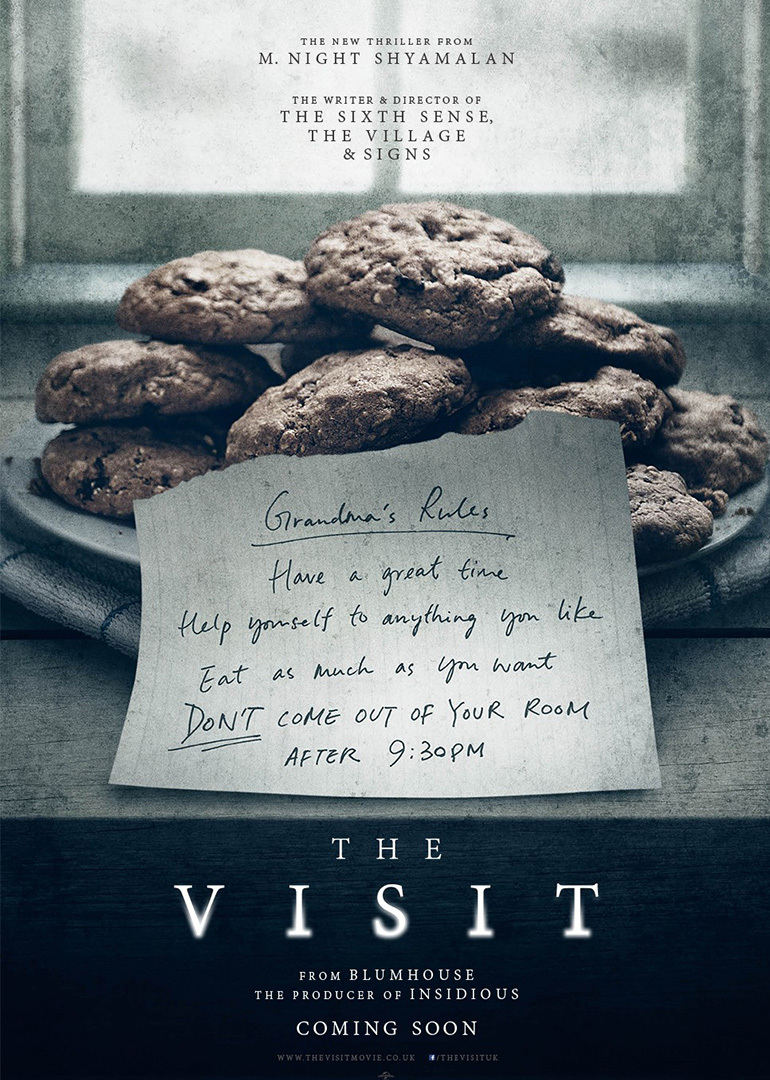 THE NEW THRILLER FROM
M. NIGHT SHYAMALAN
THE WRITER & DIRECTOR OF
THE SIXTH SENSE,
THE VILLAGE
& SIGNS
Grandma's Rules
Have a great time
Help yourself to anything you like
Eat as much as you want
DON'T COME OUT OF YOUR ROOM
AFTER 9:30PM
THE
VISIT
FROM BLUMHOUSE
THE PRODUCER OF INSIDIOUS
COMING SOON
WWW.THEVISITMOVIE.CO.UK f/THEVISITUK